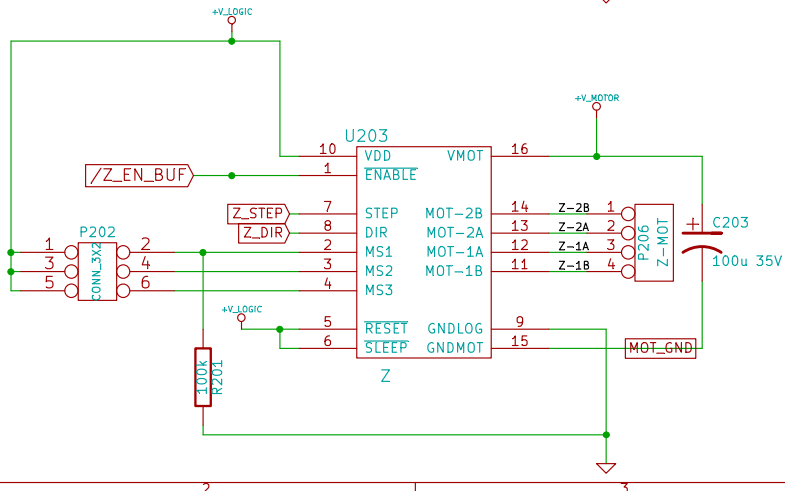 +V_LOGIC
+V_MOTOR
U203
10 VDD VMOT 16
/Z_EN_BUF 1 ENABLE
Z_STEP 7 STEP MOT-2B 14 Z-2B 1
Z_DIR 8 DIR MOT-2A 13 Z-2A 2
P202
1 2 2 MS1 MOT-1A 12 Z-1A 3
3 4 3 MS2 MOT-1B 11 Z-1B 4
5 6 4 MS3
CONN_3X2
P206
Z-MOT
+ C203
100u 35V
+V_LOGIC
5 RESET GNDLOG 9
6 SLEEP GNDMOT 15 MOT_GND
100k
R201
Z
2 3